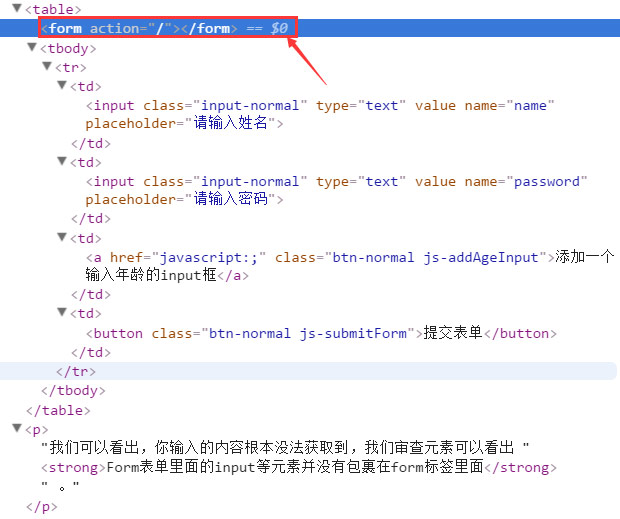 <table>
<form action="/"></form> == $0
<tbody>
<tr>
<td>
<input class="input-normal" type="text" value name="name"
placeholder="请输入姓名">
</td>
<td>
<input class="input-normal" type="text" value name="password"
placeholder="请输入密码">
</td>
<td>
<a href="javascript:;" class="btn-normal js-addAgeInput">添加一个
输入年龄的input框</a>
</td>
<td>
<button class="btn-normal js-submitForm">提交表单</button>
</td>
</tr>
</tbody>
</table>
<p>
"我们可以看出，你输入的内容根本没法获取到，我们审查元素可以看出 "
<strong>Form表单里面的input等元素并没有包裹在form标签里面</strong>
" 。"
</p>